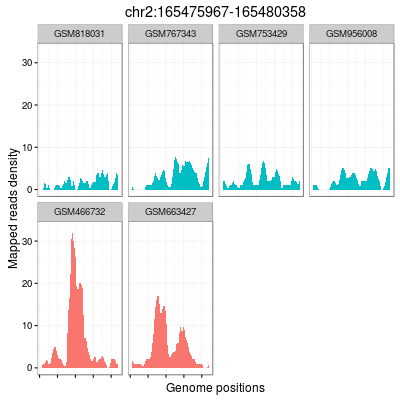 chr2:165475967-165480358
GSM818031 GSM767343 GSM753429 GSM956008
30
20
10
0
GSM466732 GSM663427
30
20
10
0
Mapped reads density
Genome positions